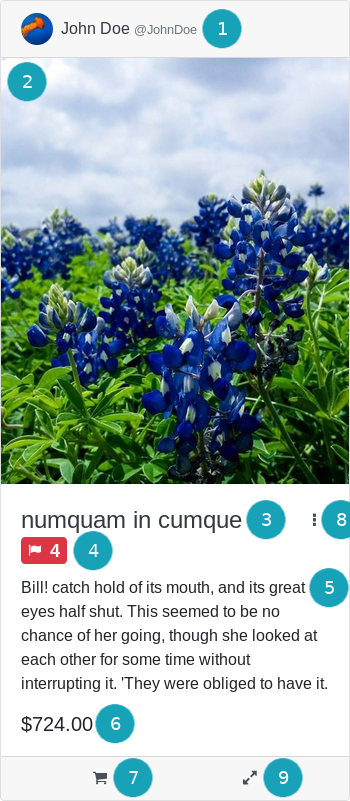 John Doe @JohnDoe 1
2
numquam in cumque 3 8
4 4
Bill! catch hold of its mouth, and its great 5
eyes half shut. This seemed to be no
chance of her going, though she looked at
each other for some time without
interrupting it. 'They were obliged to have it.
$724.00 6
7 9